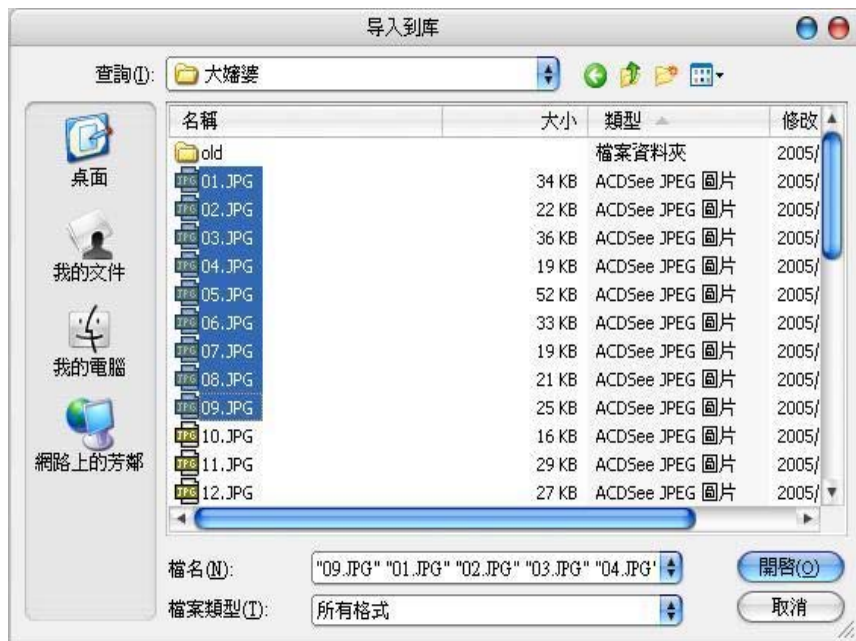 导入到库
查詢(I): 大嬸婆
名稱 大小 類型 修改
old 檔案資料夾 2005/
01.JPG 34 KB ACDSee JPEG 圖片 2005/
02.JPG 22 KB ACDSee JPEG 圖片 2005/
03.JPG 36 KB ACDSee JPEG 圖片 2005/
04.JPG 19 KB ACDSee JPEG 圖片 2005/
05.JPG 52 KB ACDSee JPEG 圖片 2005/
06.JPG 33 KB ACDSee JPEG 圖片 2005/
07.JPG 19 KB ACDSee JPEG 圖片 2005/
08.JPG 21 KB ACDSee JPEG 圖片 2005/
09.JPG 25 KB ACDSee JPEG 圖片 2005/
10.JPG 16 KB ACDSee JPEG 圖片 2005/
11.JPG 29 KB ACDSee JPEG 圖片 2005/
12.JPG 27 KB ACDSee JPEG 圖片 2005/
桌面
我的文件
我的電腦
網路上的芳鄰
檔名(N): "09.JPG" "01.JPG" "02.JPG" "03.JPG" "04.JPG" 開啓(O)
檔案類型(T): 所有格式 取消